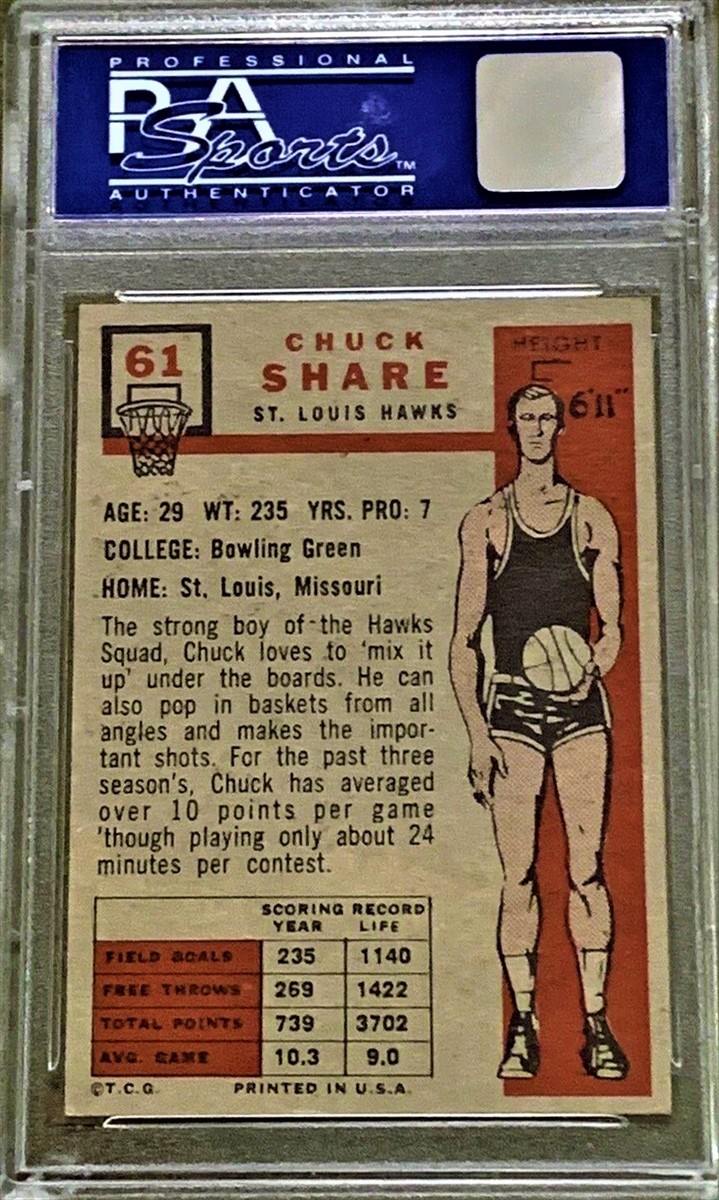 PROFESSIONAL
PSA
Sports™
AUTHENTICATOR
61
CHUCK
SHARE
ST. LOUIS HAWKS
HEIGHT
6'11"
AGE: 29 WT: 235 YRS. PRO: 7
COLLEGE: Bowling Green
HOME: St. Louis, Missouri
The strong boy of the Hawks
Squad, Chuck loves to 'mix it
up' under the boards. He can
also pop in baskets from all
angles and makes the impor-
tant shots. For the past three
season's, Chuck has averaged
over 10 points per game
'though playing only about 24
minutes per contest.
SCORING RECORD
YEAR LIFE
FIELD GOALS 235 1140
FREE THROWS 269 1422
TOTAL POINTS 739 3702
AVG. GAME 10.3 9.0
©T.C.G. PRINTED IN U.S.A.